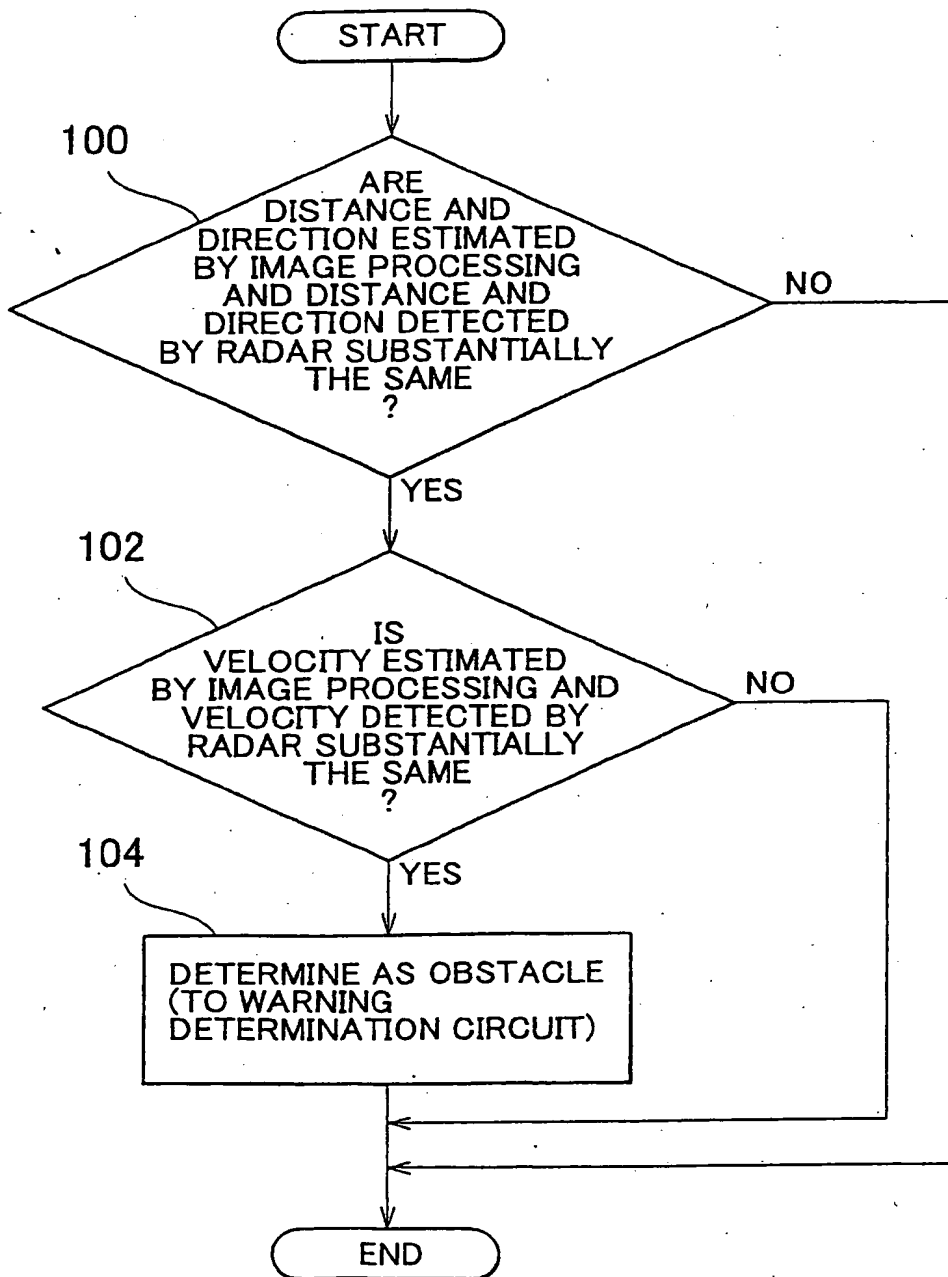 START
100
ARE
DISTANCE AND
DIRECTION ESTIMATED
BY IMAGE PROCESSING
AND DISTANCE AND
DIRECTION DETECTED
BY RADAR SUBSTANTIALLY
THE SAME
?
NO
YES
102
IS
VELOCITY ESTIMATED
BY IMAGE PROCESSING AND
VELOCITY DETECTED BY
RADAR SUBSTANTIALLY
THE SAME
?
NO
YES
104
DETERMINE AS OBSTACLE
(TO WARNING
DETERMINATION CIRCUIT)
END